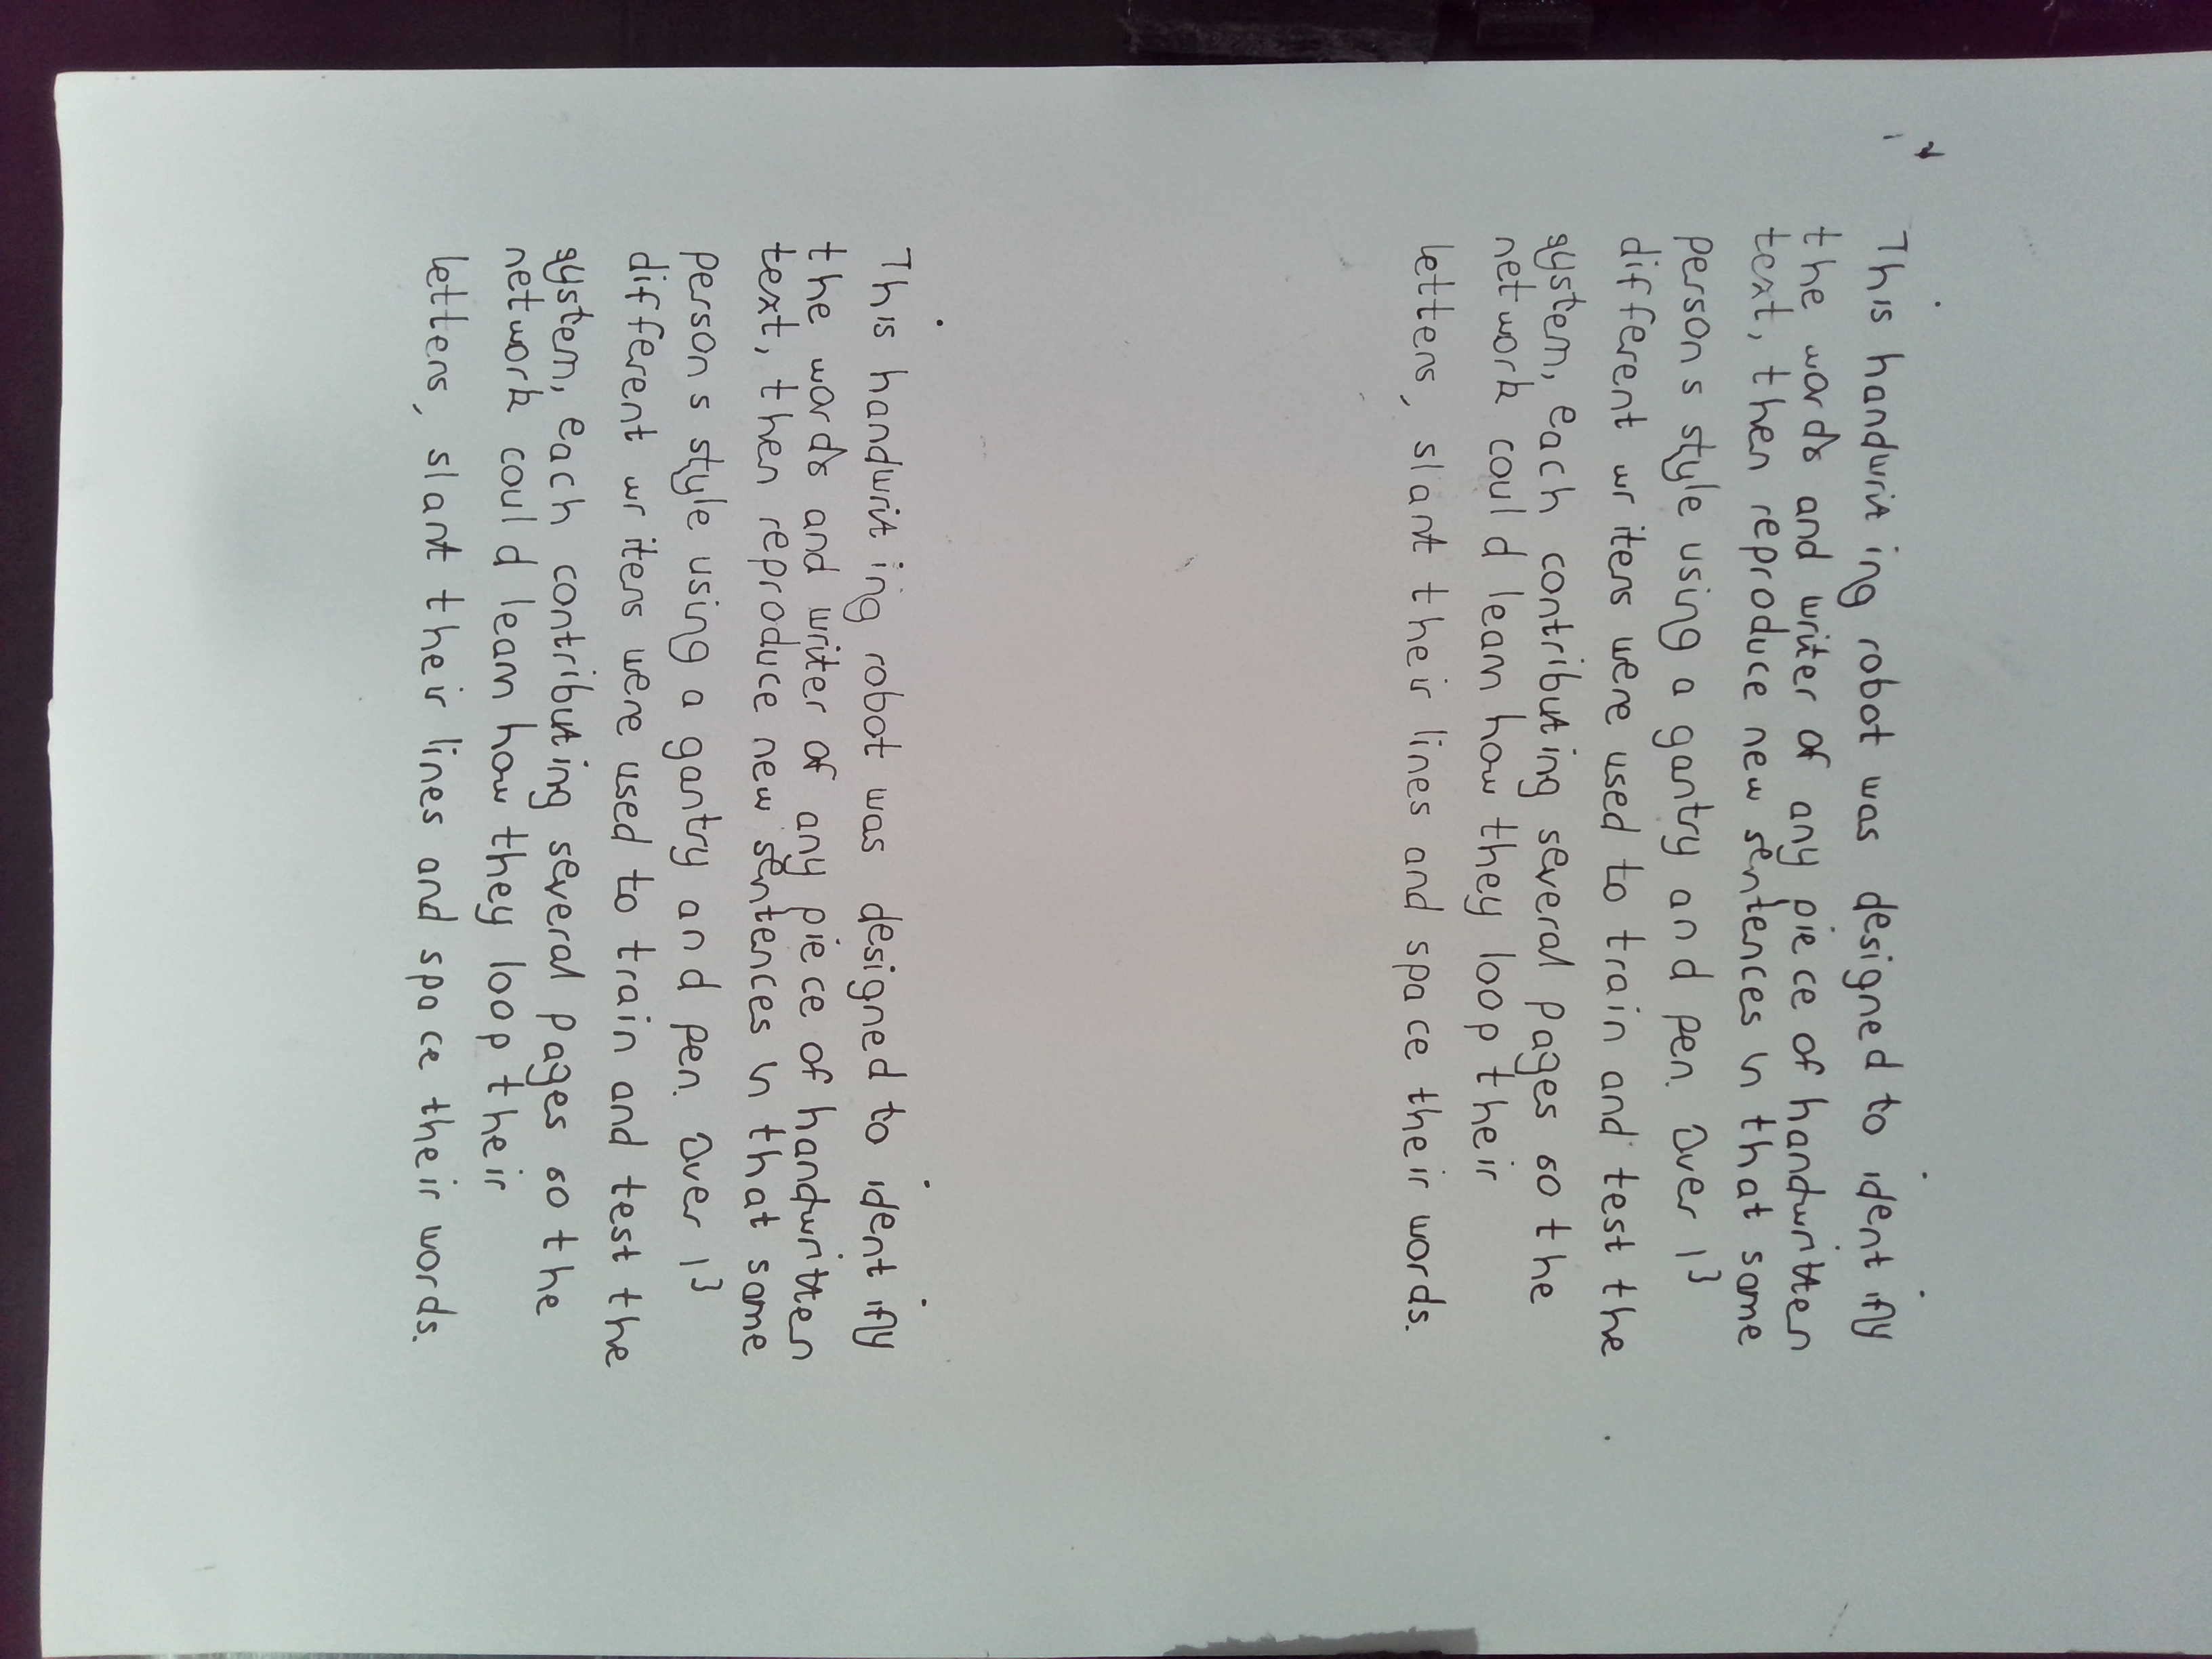 This handwriting robot was designed to identify
the words and writer of any piece of handwritten
text, then reproduce new sentences in that same
person s style using a gantry and pen. Over 13
different writers were used to train and test the
system, each contributing several pages so the
network could learn how they loop their
letters, slant their lines and space their words.
This handwriting robot was designed to identify
the words and writer of any piece of handwritten
text, then reproduce new sentences in that same
person s style using a gantry and pen. Over 13
different writers were used to train and test the
system, each contributing several pages so the
network could learn how they loop their
letters, slant their lines and space their words.